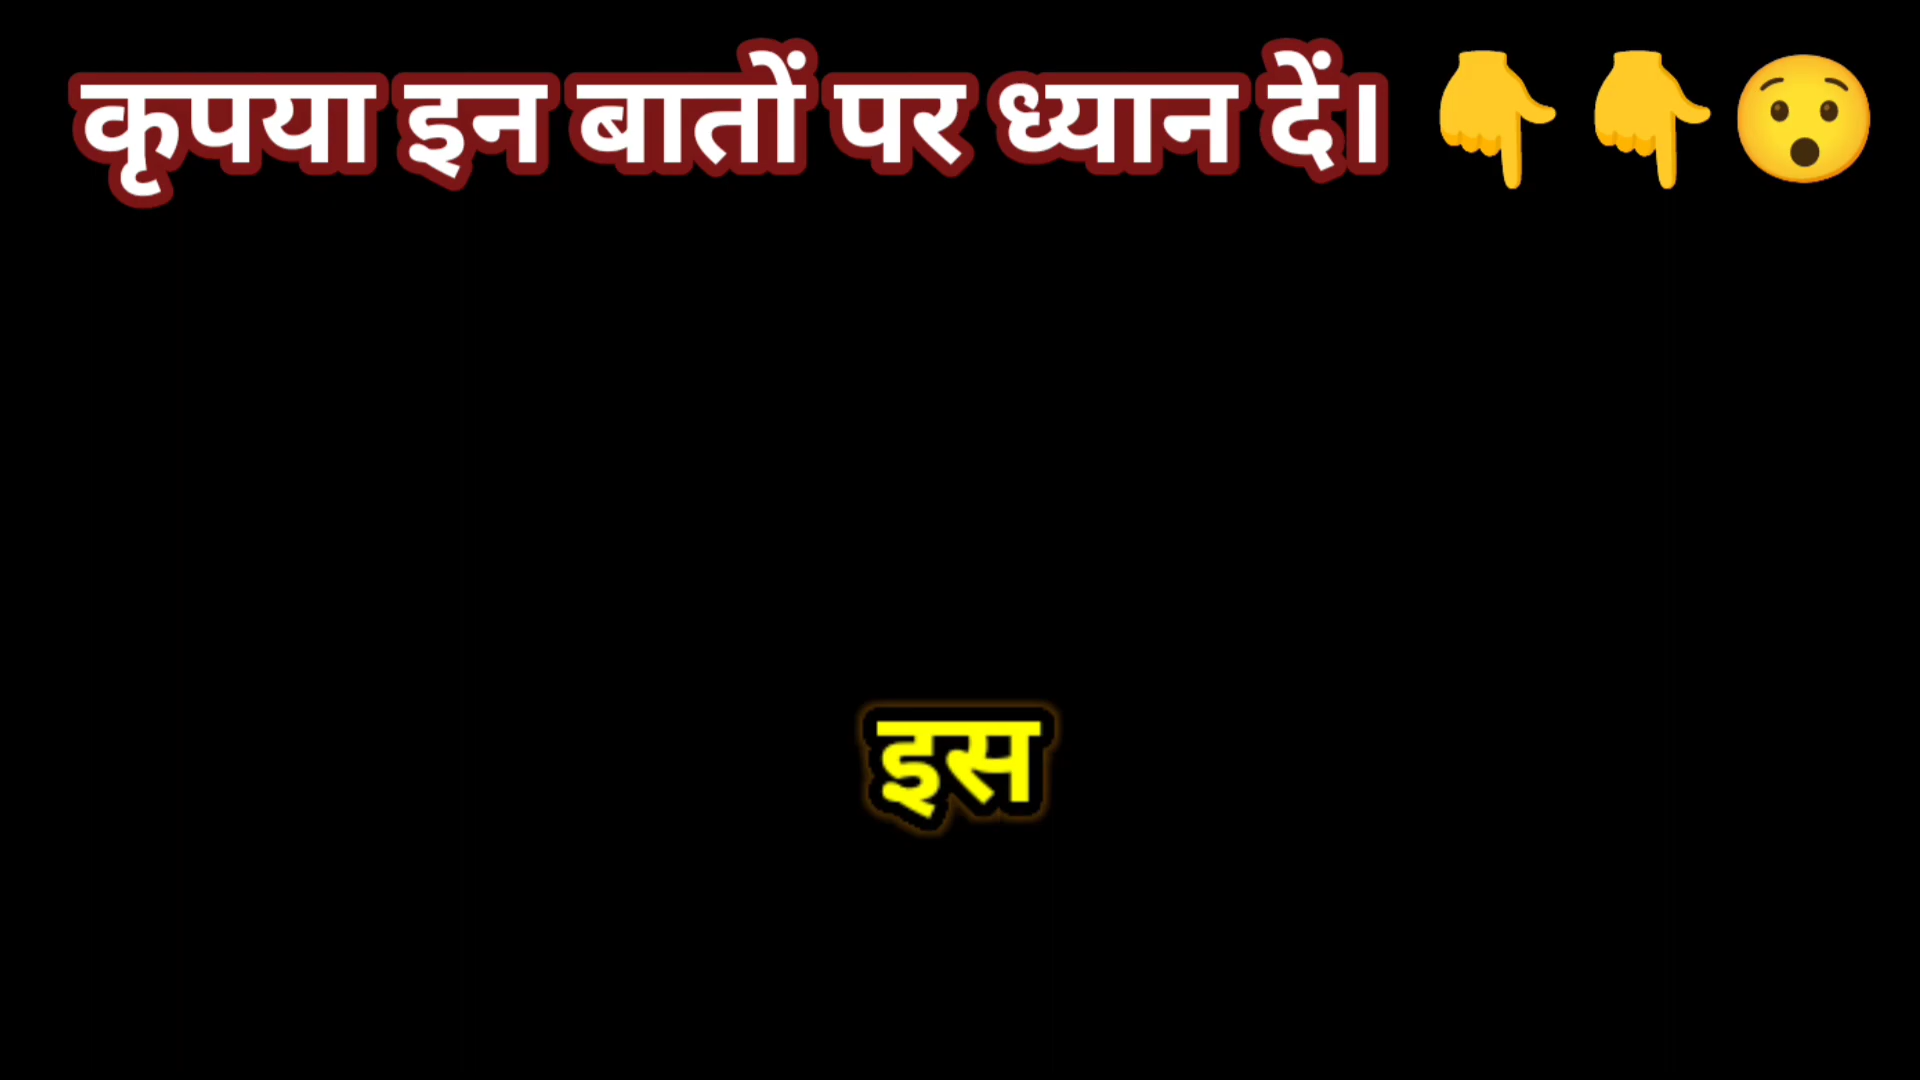 कृपया इन बातों पर ध्यान दें। 👇👇😯
इस